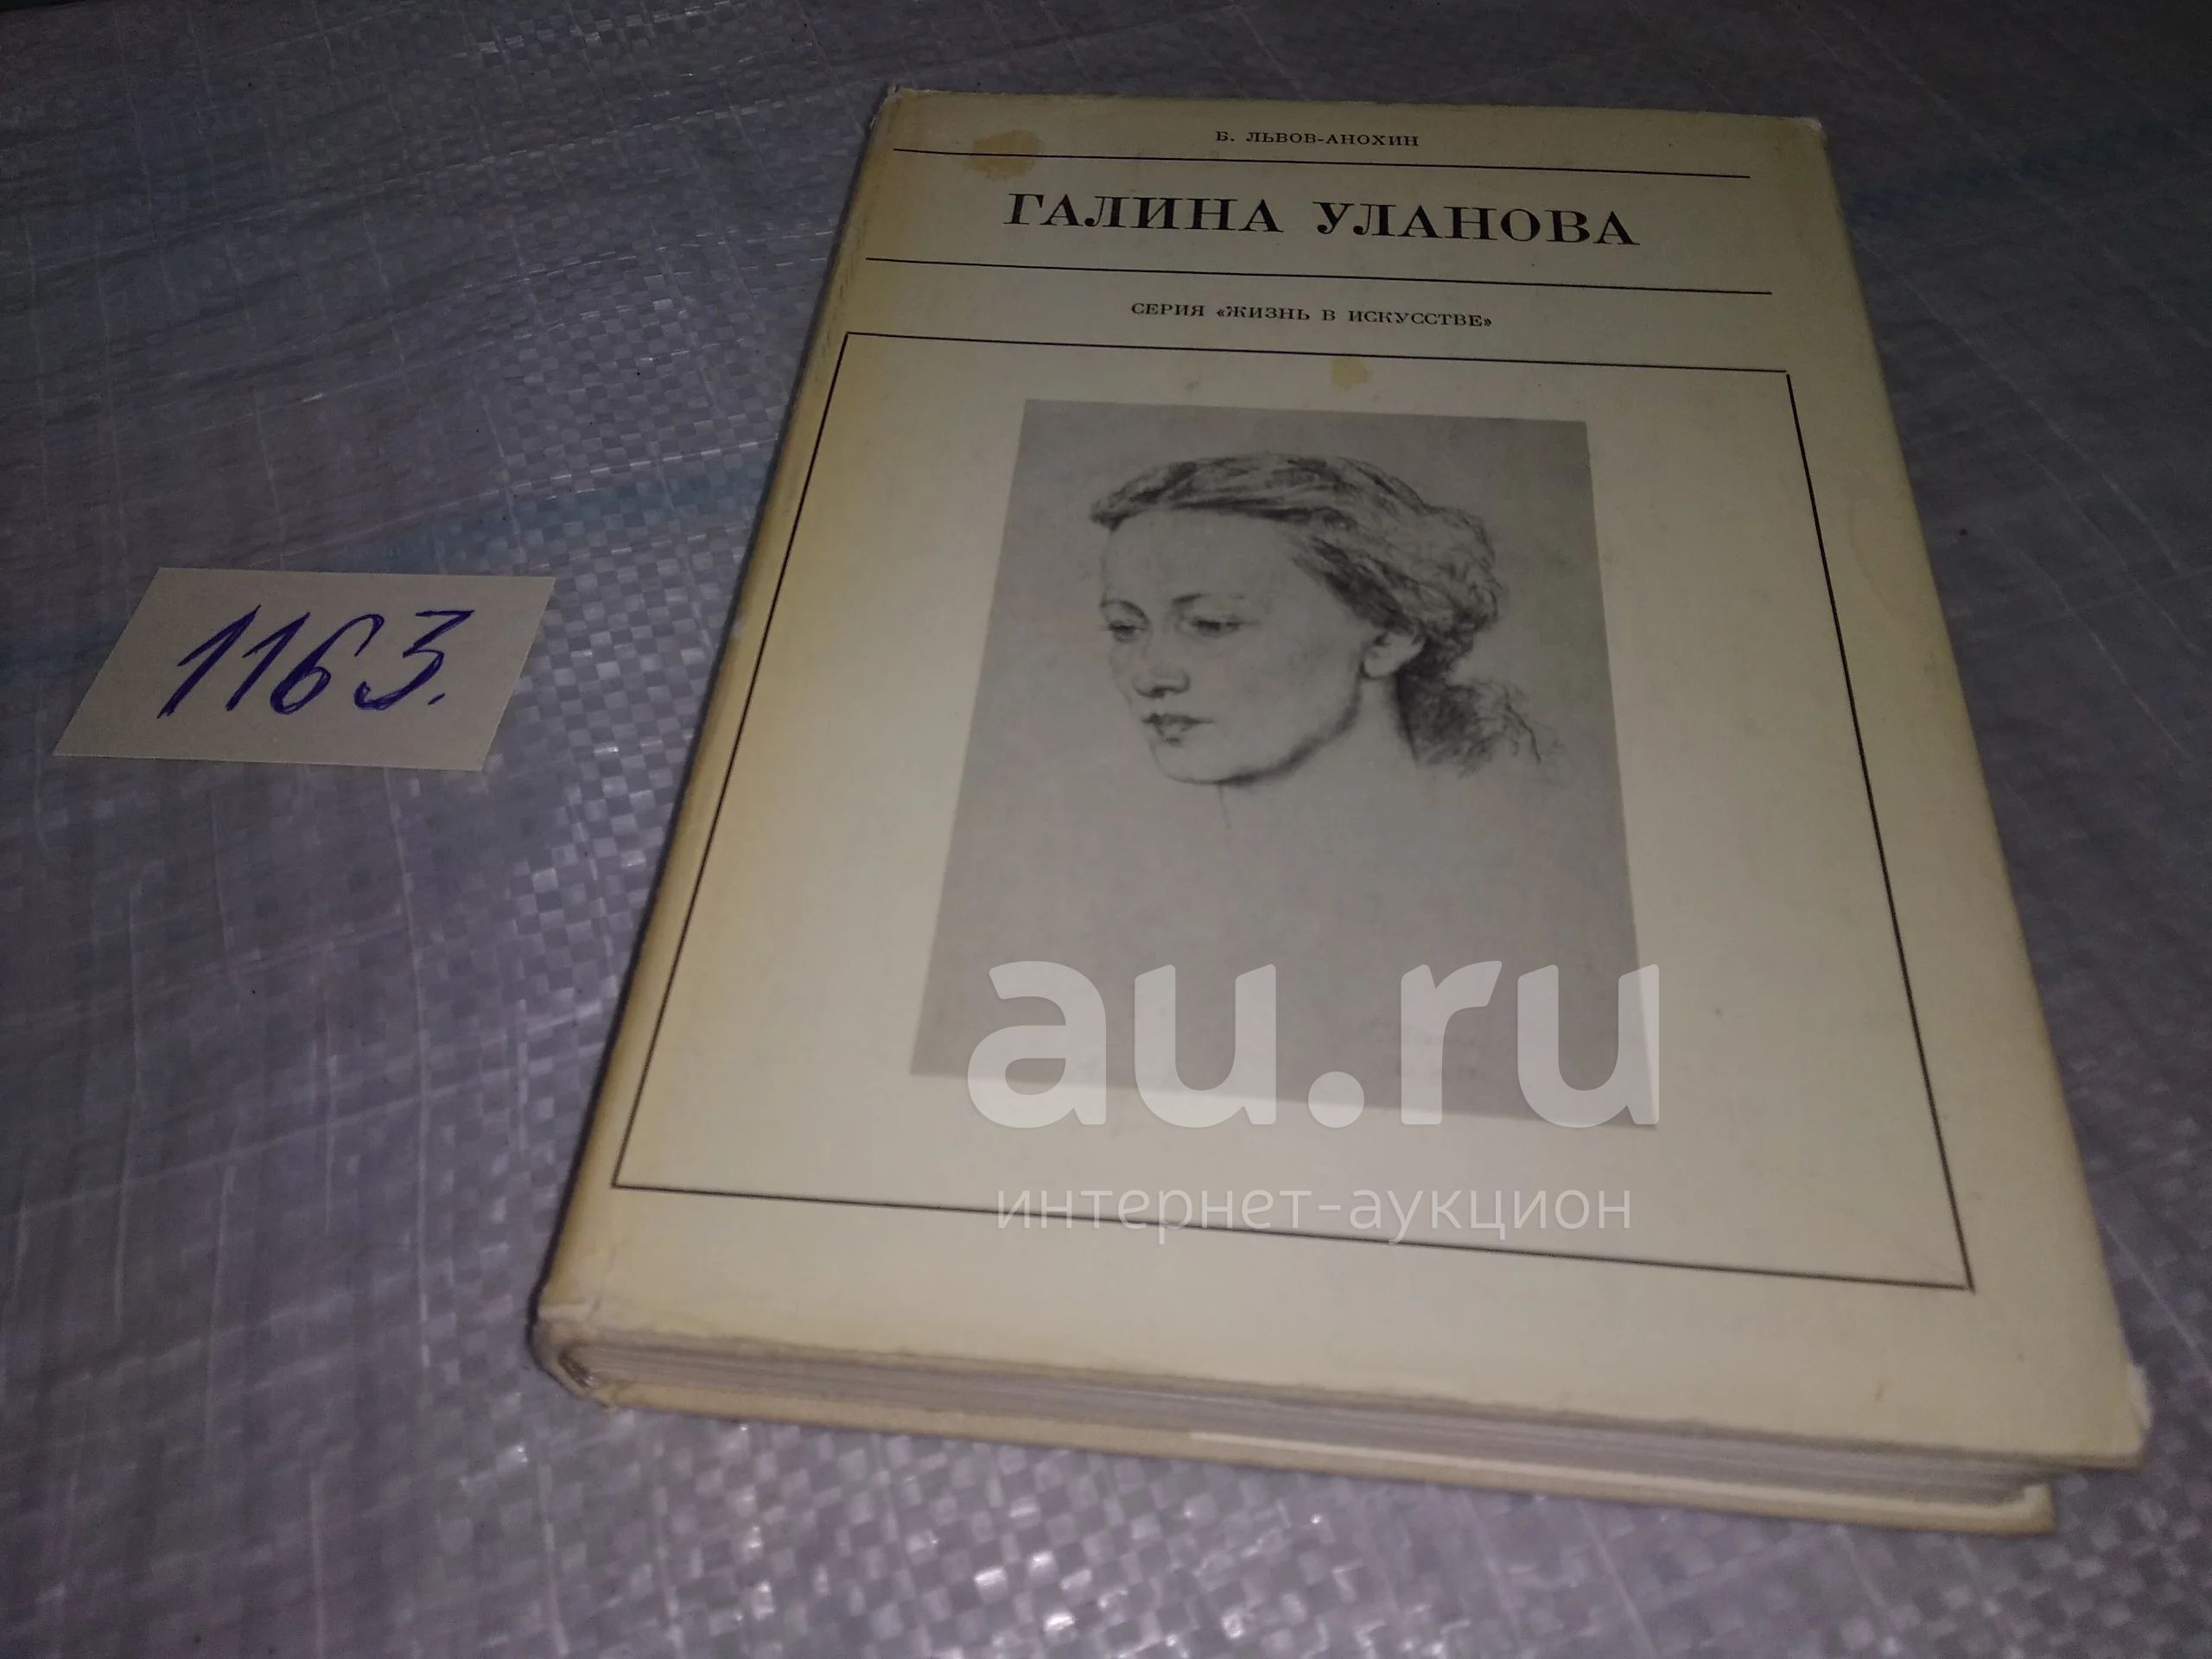 Б. ЛЬВОВ-АНОХИН
ГАЛИНА УЛАНОВА
СЕРИЯ «ЖИЗНЬ В ИСКУССТВЕ»
1163.
au.ru
интернет-аукцион